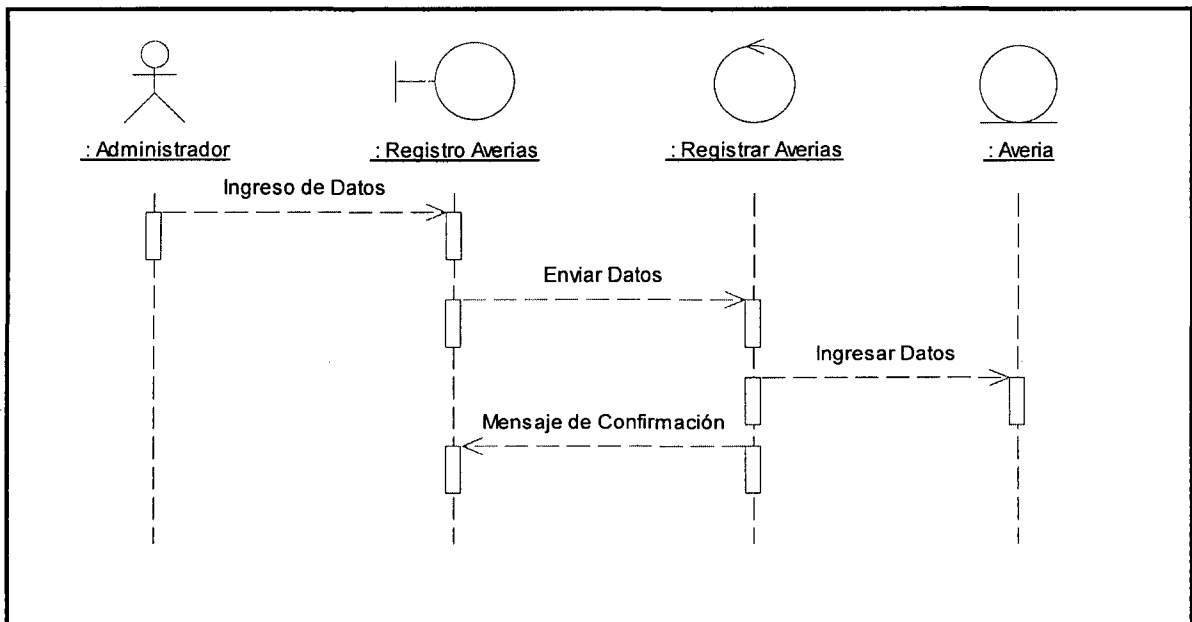 : Administrador
: Registro Averias
: Registrar Averias
: Averia
Ingreso de Datos
Enviar Datos
Ingresar Datos
Mensaje de Confirmación